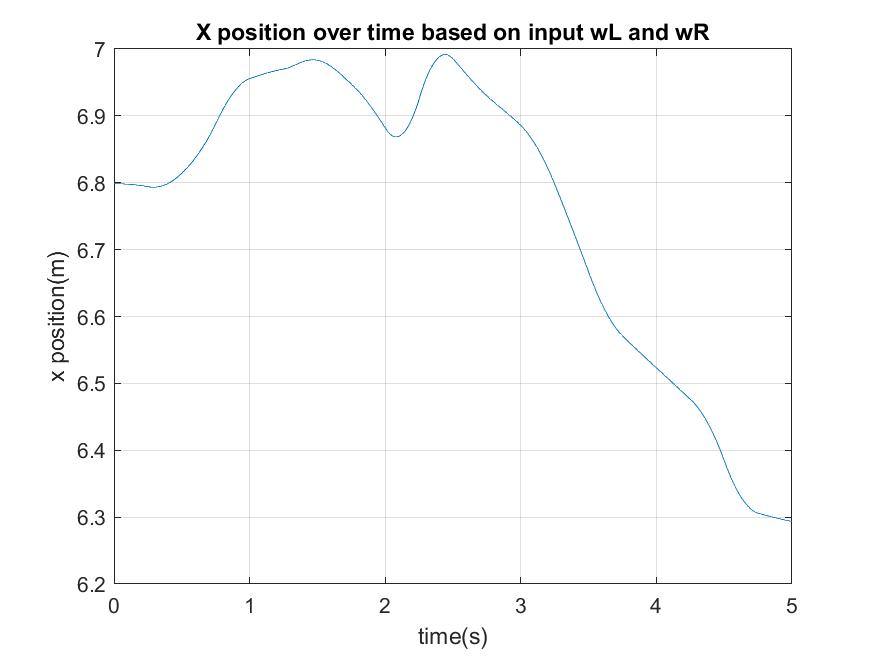 X position over time based on input wL and wR
7
6.9
6.8
6.7
6.6
6.5
6.4
6.3
6.2
x position(m)
0 1 2 3 4 5
time(s)